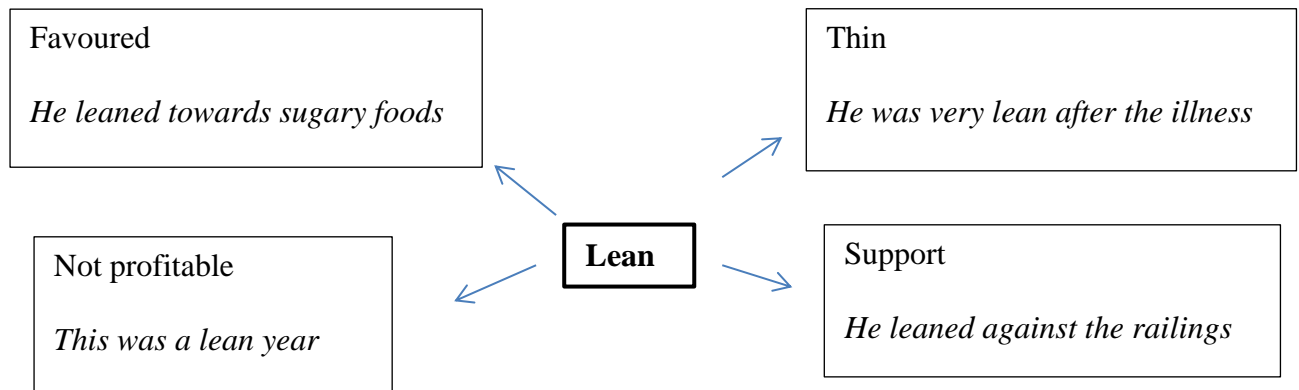 Favoured
He leaned towards sugary foods
Thin
He was very lean after the illness
Lean
Not profitable
This was a lean year
Support
He leaned against the railings